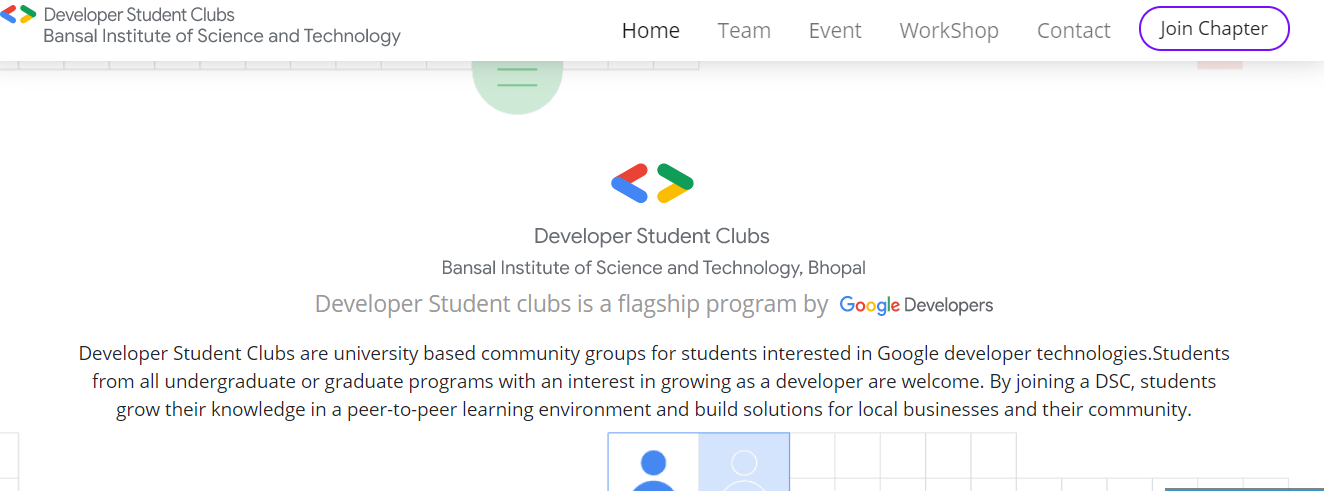 Developer Student Clubs
Bansal Institute of Science and Technology
Home Team Event WorkShop Contact Join Chapter
Developer Student Clubs
Bansal Institute of Science and Technology, Bhopal
Developer Student clubs is a flagship program by Google Developers
Developer Student Clubs are university based community groups for students interested in Google developer technologies.Students
from all undergraduate or graduate programs with an interest in growing as a developer are welcome. By joining a DSC, students
grow their knowledge in a peer-to-peer learning environment and build solutions for local businesses and their community.